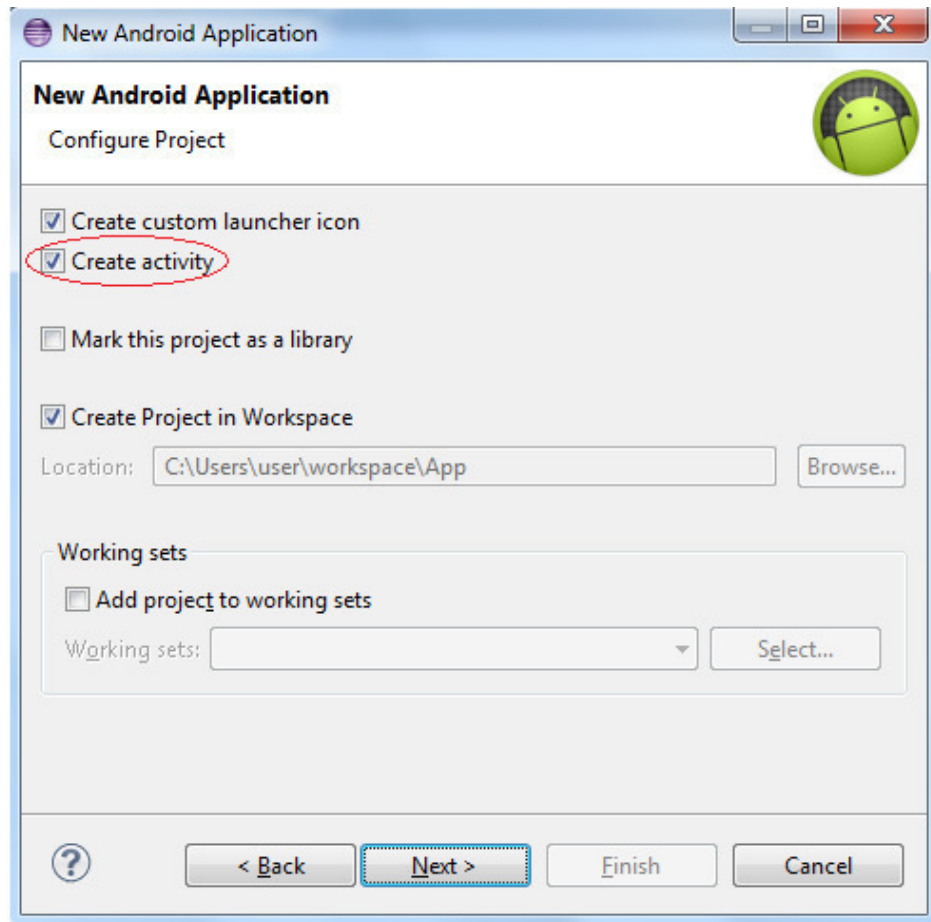 New Android Application
New Android Application
Configure Project
Create custom launcher icon
Create activity
Mark this project as a library
Create Project in Workspace
Location: C:\Users\user\workspace\App Browse...
Working sets
Add project to working sets
Working sets: Select...
? < Back Next > Finish Cancel